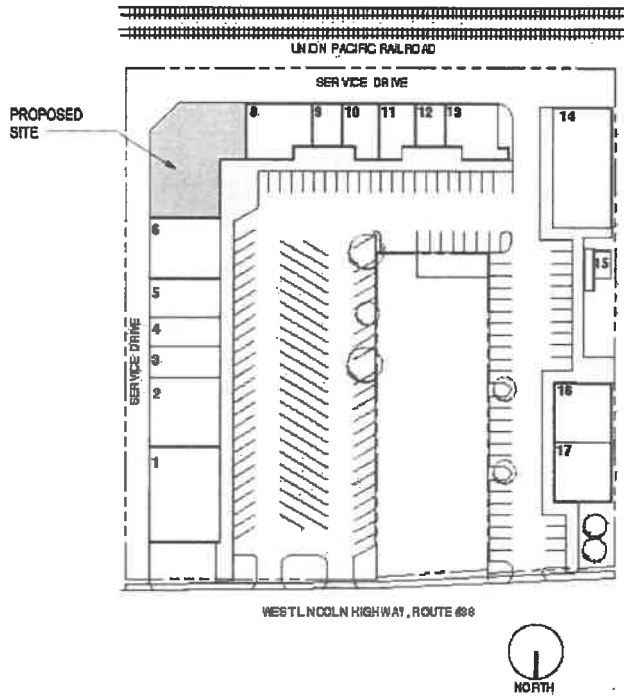 UNION PACIFIC RAILROAD
SERVICE DRIVE
PROPOSED
SITE
8
9
10
11
12
13
14
6
15
5
4
SERVICE DRIVE
3
2
16
17
1
WEST LINCOLN HIGHWAY, ROUTE #38
NORTH